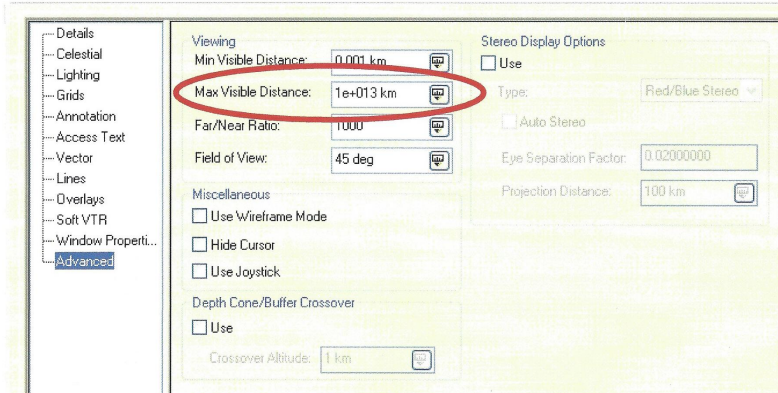 Details
Celestial
Lighting
Grids
Annotation
Access Text
Vector
Lines
Overlays
Soft VTR
Window Properti...
Advanced
Viewing
Min Visible Distance: 0.001 km
Max Visible Distance: 1e+013 km
Far/Near Ratio: 1000
Field of View: 45 deg
Miscellaneous
Use Wireframe Mode
Hide Cursor
Use Joystick
Depth Cone/Buffer Crossover
Use
Crossover Altitude: 1 km
Stereo Display Options
Use
Type: Red/Blue Stereo
Auto Stereo
Eye Separation Factor: 0.02000000
Projection Distance: 100 km